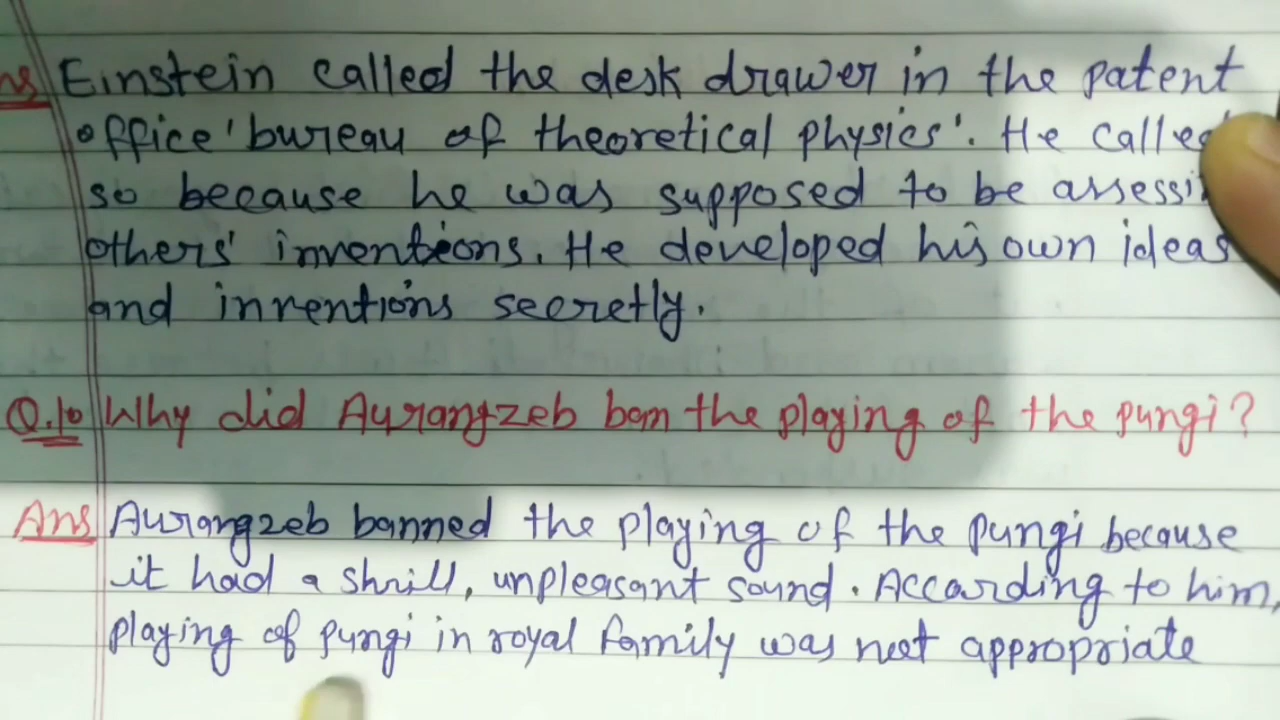 Ans Einstein called the desk drawer in the patent
office 'bureau of theoretical physics'. He called
so because he was supposed to be assessi
others' inventions. He developed his own ideas
and inventions secretly.
Q.10 Why did Aurangzeb ban the playing of the pungi?
Ans Aurangzeb banned the playing of the pungi because
it had a shrill, unpleasant sound. According to him,
playing of pungi in royal family was not appropriate